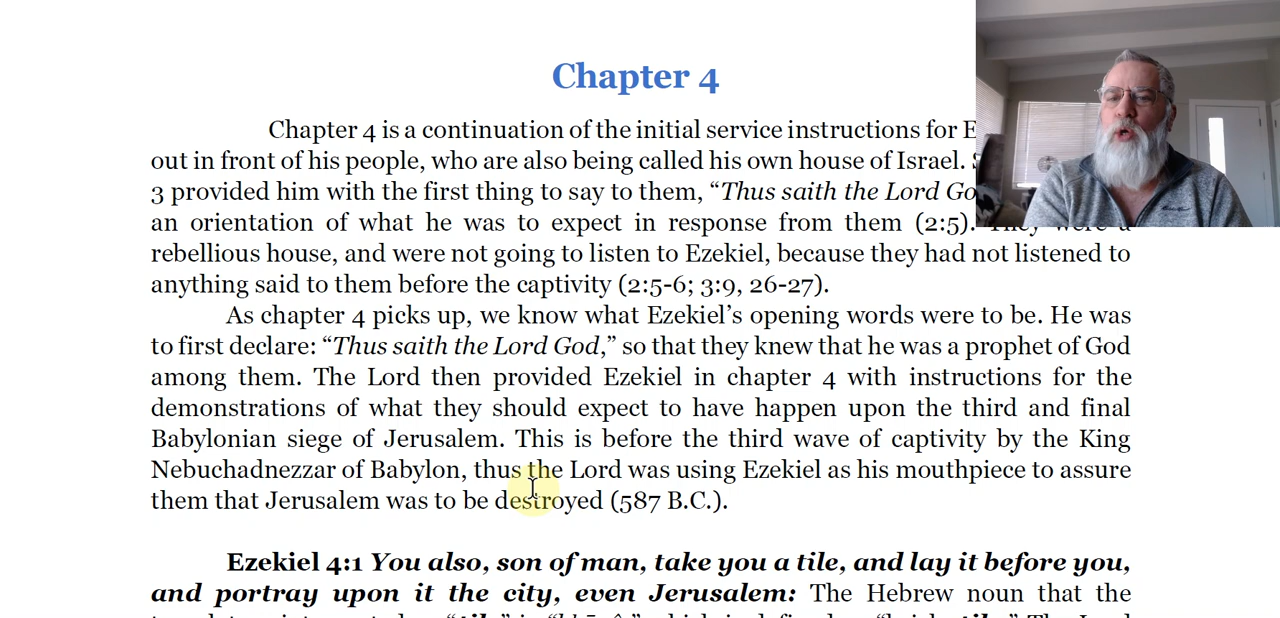 Chapter 4
Chapter 4 is a continuation of the initial service instructions for
out in front of his people, who are also being called his own house of Israel.
3 provided him with the first thing to say to them, “Thus saith the Lord
an orientation of what he was to expect in response from them (2:5). They were a
rebellious house, and were not going to listen to Ezekiel, because they had not listened to
anything said to them before the captivity (2:5-6; 3:9, 26-27).
As chapter 4 picks up, we know what Ezekiel’s opening words were to be. He was
to first declare: “Thus saith the Lord God,” so that they knew that he was a prophet of God
among them. The Lord then provided Ezekiel in chapter 4 with instructions for the
demonstrations of what they should expect to have happen upon the third and final
Babylonian siege of Jerusalem. This is before the third wave of captivity by the King
Nebuchadnezzar of Babylon, thus the Lord was using Ezekiel as his mouthpiece to assure
them that Jerusalem was to be destroyed (587 B.C.).
Ezekiel 4:1 You also, son of man, take you a tile, and lay it before you,
and portray upon it the city, even Jerusalem: The Hebrew noun that the